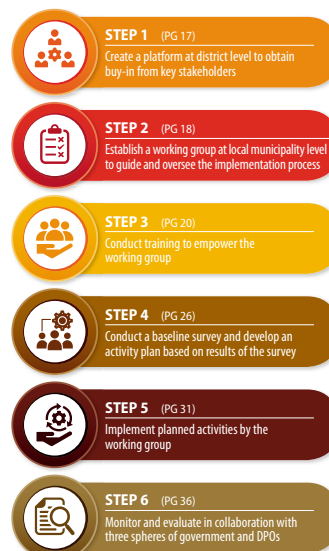 STEP 1 (PG 17)
Create a platform at district level to obtain
buy-in from key stakeholders
STEP 2 (PG 18)
Establish a working group at local municipality level
to guide and oversee the implementation process
STEP 3 (PG 20)
Conduct training to empower the
working group
STEP 4 (PG 26)
Conduct a baseline survey and develop an
activity plan based on results of the survey
STEP 5 (PG 31)
Implement planned activities by the
working group
STEP 6 (PG 36)
Monitor and evaluate in collaboration with
three spheres of government and DPOs